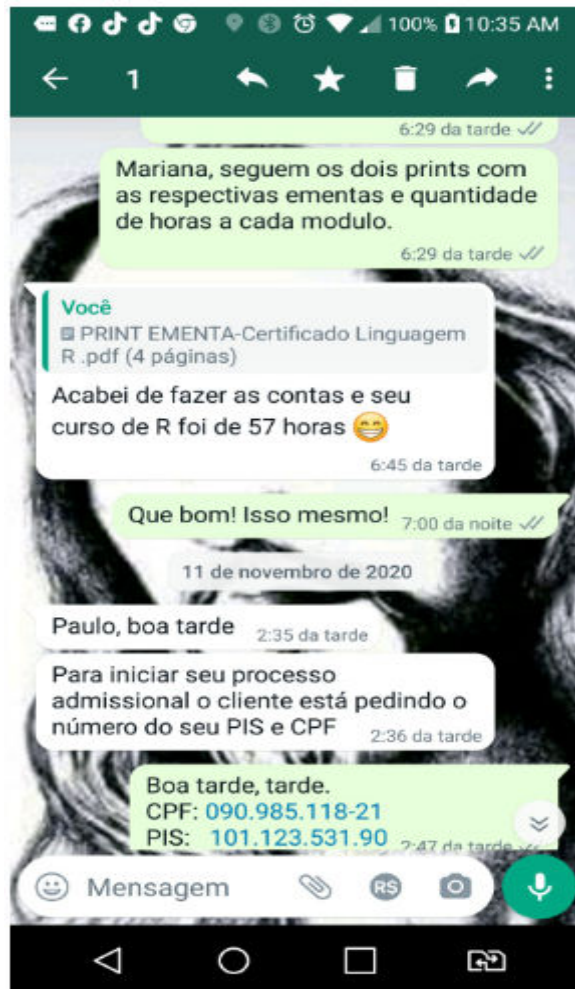 100% 10:35 AM
1
6:29 da tarde
Mariana, seguem os dois prints com
as respectivas ementas e quantidade
de horas a cada modulo.
6:29 da tarde
Você
PRINT EMENTA-Certificado Linguagem
R .pdf (4 páginas)
Acabei de fazer as contas e seu
curso de R foi de 57 horas
6:45 da tarde
Que bom! Isso mesmo! 7:00 da noite
11 de novembro de 2020
Paulo, boa tarde 2:35 da tarde
Para iniciar seu processo
admissional o cliente está pedindo o
número do seu PIS e CPF 2:36 da tarde
Boa tarde, tarde.
CPF: 090.985.118-21
PIS: 101.123.531.90 2:47 da tarde
Mensagem RS